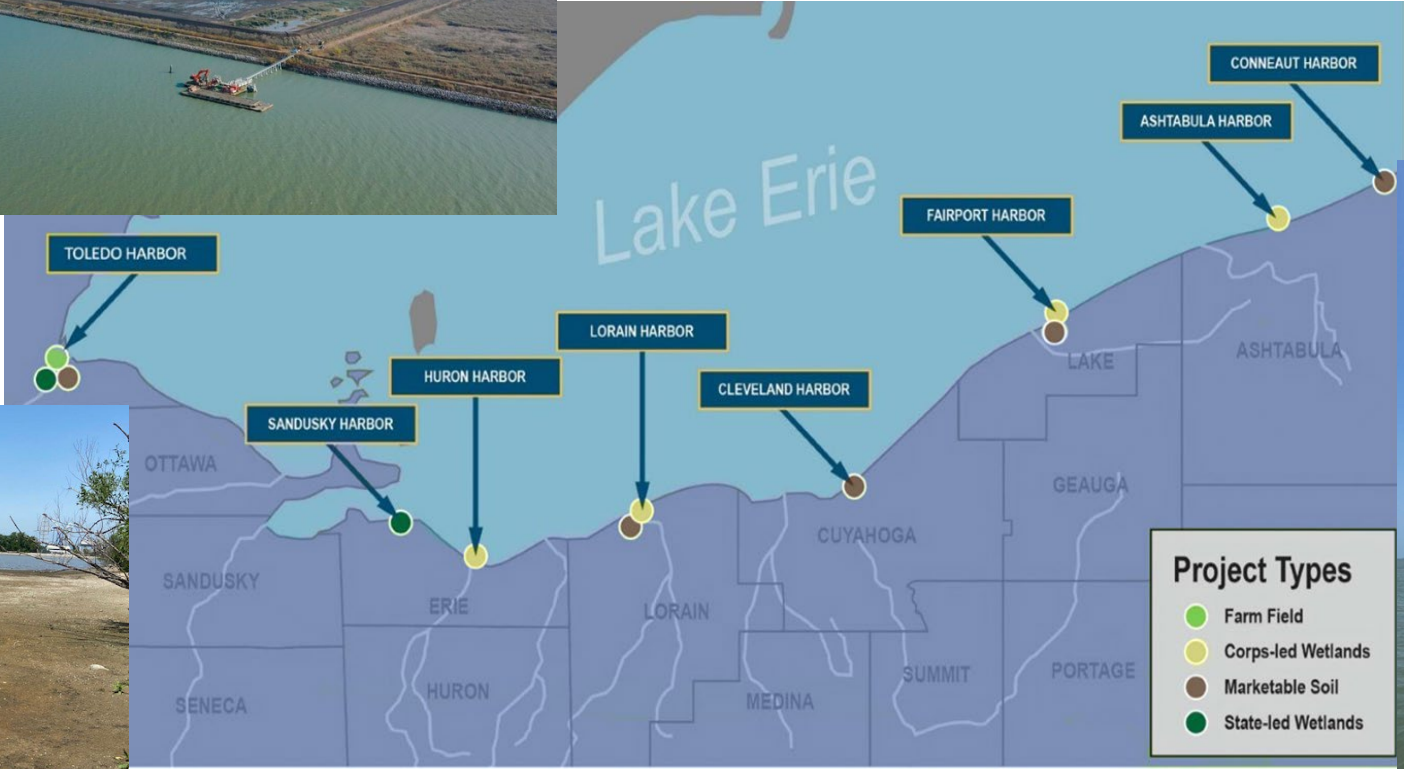 CONNEAUT HARBOR
ASHTABULA HARBOR
Lake Erie
FAIRPORT HARBOR
TOLEDO HARBOR
LORAIN HARBOR
HURON HARBOR
CLEVELAND HARBOR
SANDUSKY HARBOR
LAKE
ASHTABULA
OTTAWA
GEAUGA
CUYAHOGA
SANDUSKY
ERIE
LORAIN
SENECA
HURON
MEDINA
SUMMIT
PORTAGE
Project Types
Farm Field
Corps-led Wetlands
Marketable Soil
State-led Wetlands